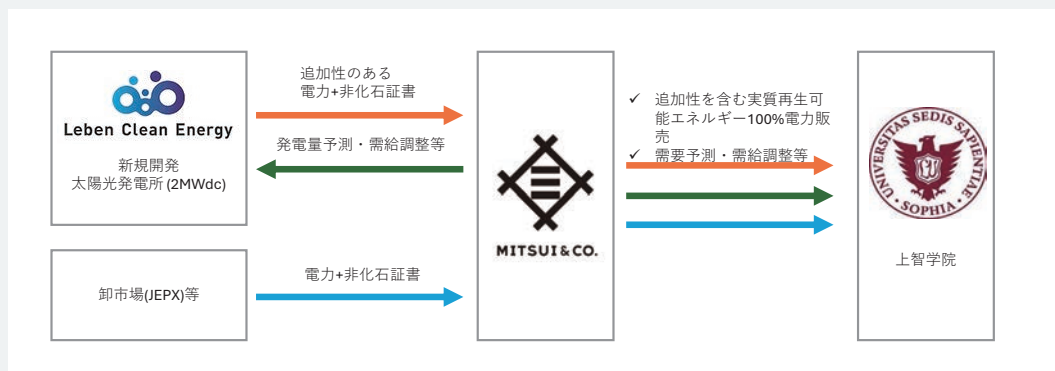 Leben Clean Energy
新規開発
太陽光発電所 (2MWdc)
追加性のある
電力+非化石証書
発電量予測・需給調整等
卸市場(JEPX)等
電力+非化石証書
MITSUI&CO.
✓ 追加性を含む実質再生可
能エネルギー100%電力販
売
✓ 需要予測・需給調整等
UNIVERSITAS SEDIS SAPIENTIAE
SOPHIA
上智学院